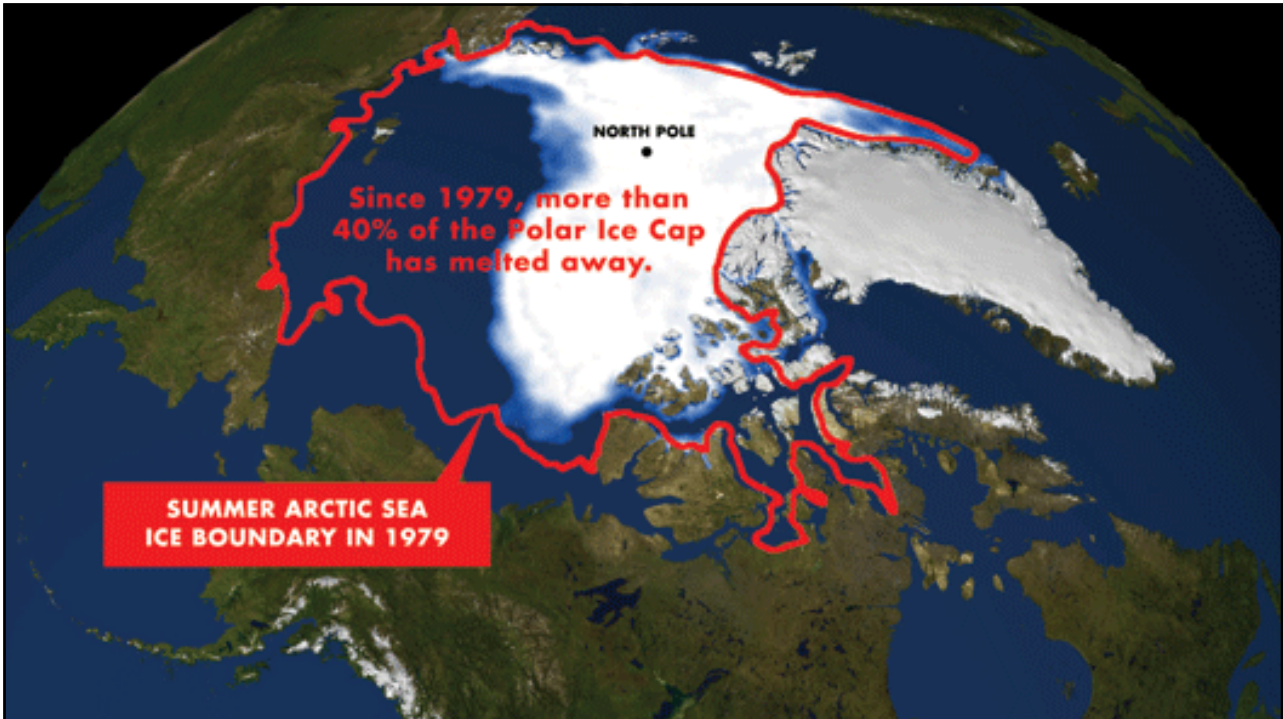 NORTH POLE
Since 1979, more than
40% of the Polar Ice Cap
has melted away.
SUMMER ARCTIC SEA
ICE BOUNDARY IN 1979